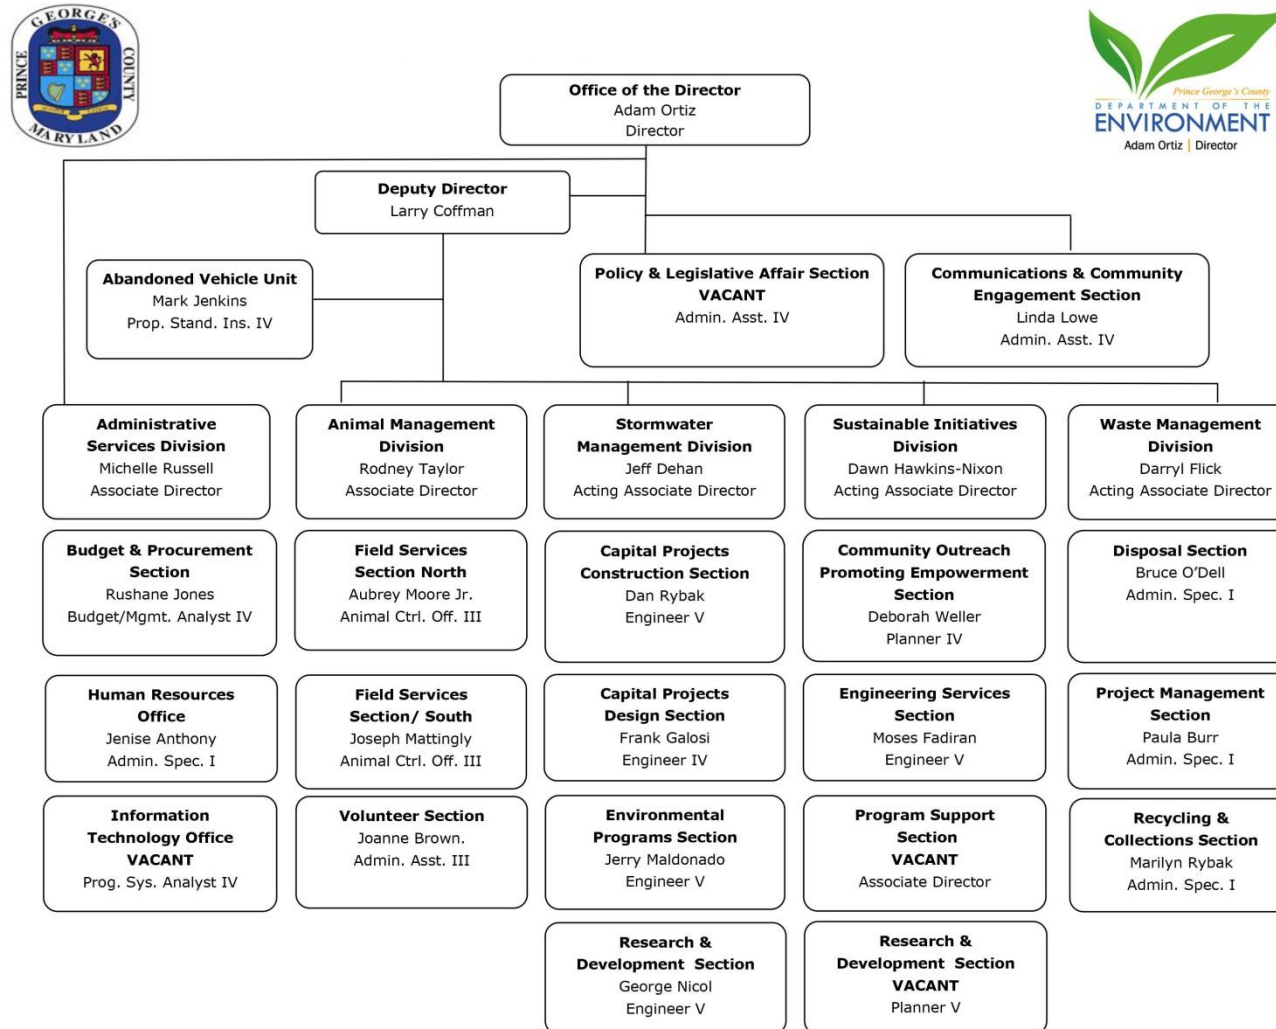 PRINCE
GEORGE'S
COUNTY
MARYLAND
Prince George's County
DEPARTMENT OF THE
ENVIRONMENT
Adam Ortiz | Director
Office of the Director
Adam Ortiz
Director
Deputy Director
Larry Coffman
Abandoned Vehicle Unit
Mark Jenkins
Prop. Stand. Ins. IV
Policy & Legislative Affair Section
VACANT
Admin. Asst. IV
Communications & Community
Engagement Section
Linda Lowe
Admin. Asst. IV
Administrative
Services Division
Michelle Russell
Associate Director
Animal Management
Division
Rodney Taylor
Associate Director
Stormwater
Management Division
Jeff Dehan
Acting Associate Director
Sustainable Initiatives
Division
Dawn Hawkins-Nixon
Acting Associate Director
Waste Management
Division
Darryl Flick
Acting Associate Director
Budget & Procurement
Section
Rushane Jones
Budget/Mgmt. Analyst IV
Field Services
Section North
Aubrey Moore Jr.
Animal Ctrl. Off. III
Capital Projects
Construction Section
Dan Rybak
Engineer V
Community Outreach
Promoting Empowerment
Section
Deborah Weller
Planner IV
Disposal Section
Bruce O’Dell
Admin. Spec. I
Human Resources
Office
Jenise Anthony
Admin. Spec. I
Field Services
Section/ South
Joseph Mattingly
Animal Ctrl. Off. III
Capital Projects
Design Section
Frank Galosi
Engineer IV
Engineering Services
Section
Moses Fadiran
Engineer V
Project Management
Section
Paula Burr
Admin. Spec. I
Information
Technology Office
VACANT
Prog. Sys. Analyst IV
Volunteer Section
Joanne Brown.
Admin. Asst. III
Environmental
Programs Section
Jerry Maldonado
Engineer V
Program Support
Section
VACANT
Associate Director
Recycling &
Collections Section
Marilyn Rybak
Admin. Spec. I
Research &
Development Section
George Nicol
Engineer V
Research &
Development Section
VACANT
Planner V